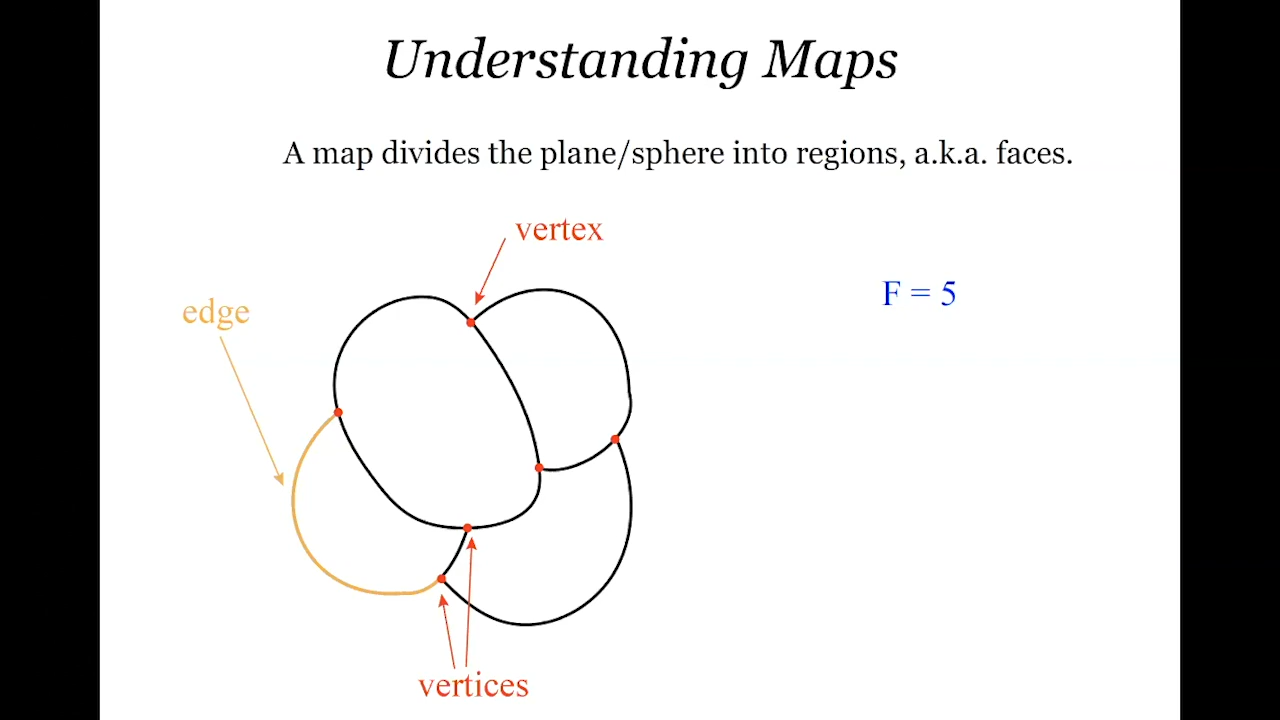 Understanding Maps
A map divides the plane/sphere into regions, a.k.a. faces.
vertex
edge
F = 5
vertices